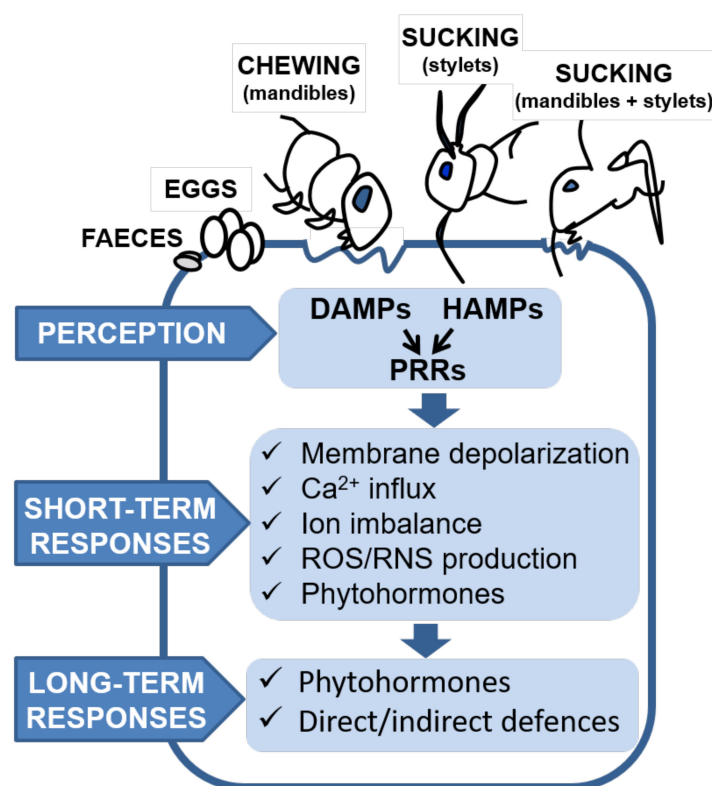 SUCKING
(stylets)
CHEWING
(mandibles)
SUCKING
(mandibles + stylets)
EGGS
FAECES
PERCEPTION
DAMPs HAMPs
PRRs
SHORT-TERM
RESPONSES
✓ Membrane depolarization
✓ Ca²⁺ influx
✓ Ion imbalance
✓ ROS/RNS production
✓ Phytohormones
LONG-TERM
RESPONSES
✓ Phytohormones
✓ Direct/indirect defences